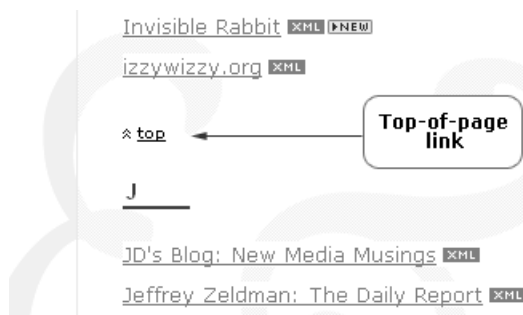 Invisible Rabbit XML NEW
izzywizzy.org XML
top
Top-of-page
link
J
JD's Blog: New Media Musings XML
Jeffrey Zeldman: The Daily Report XML